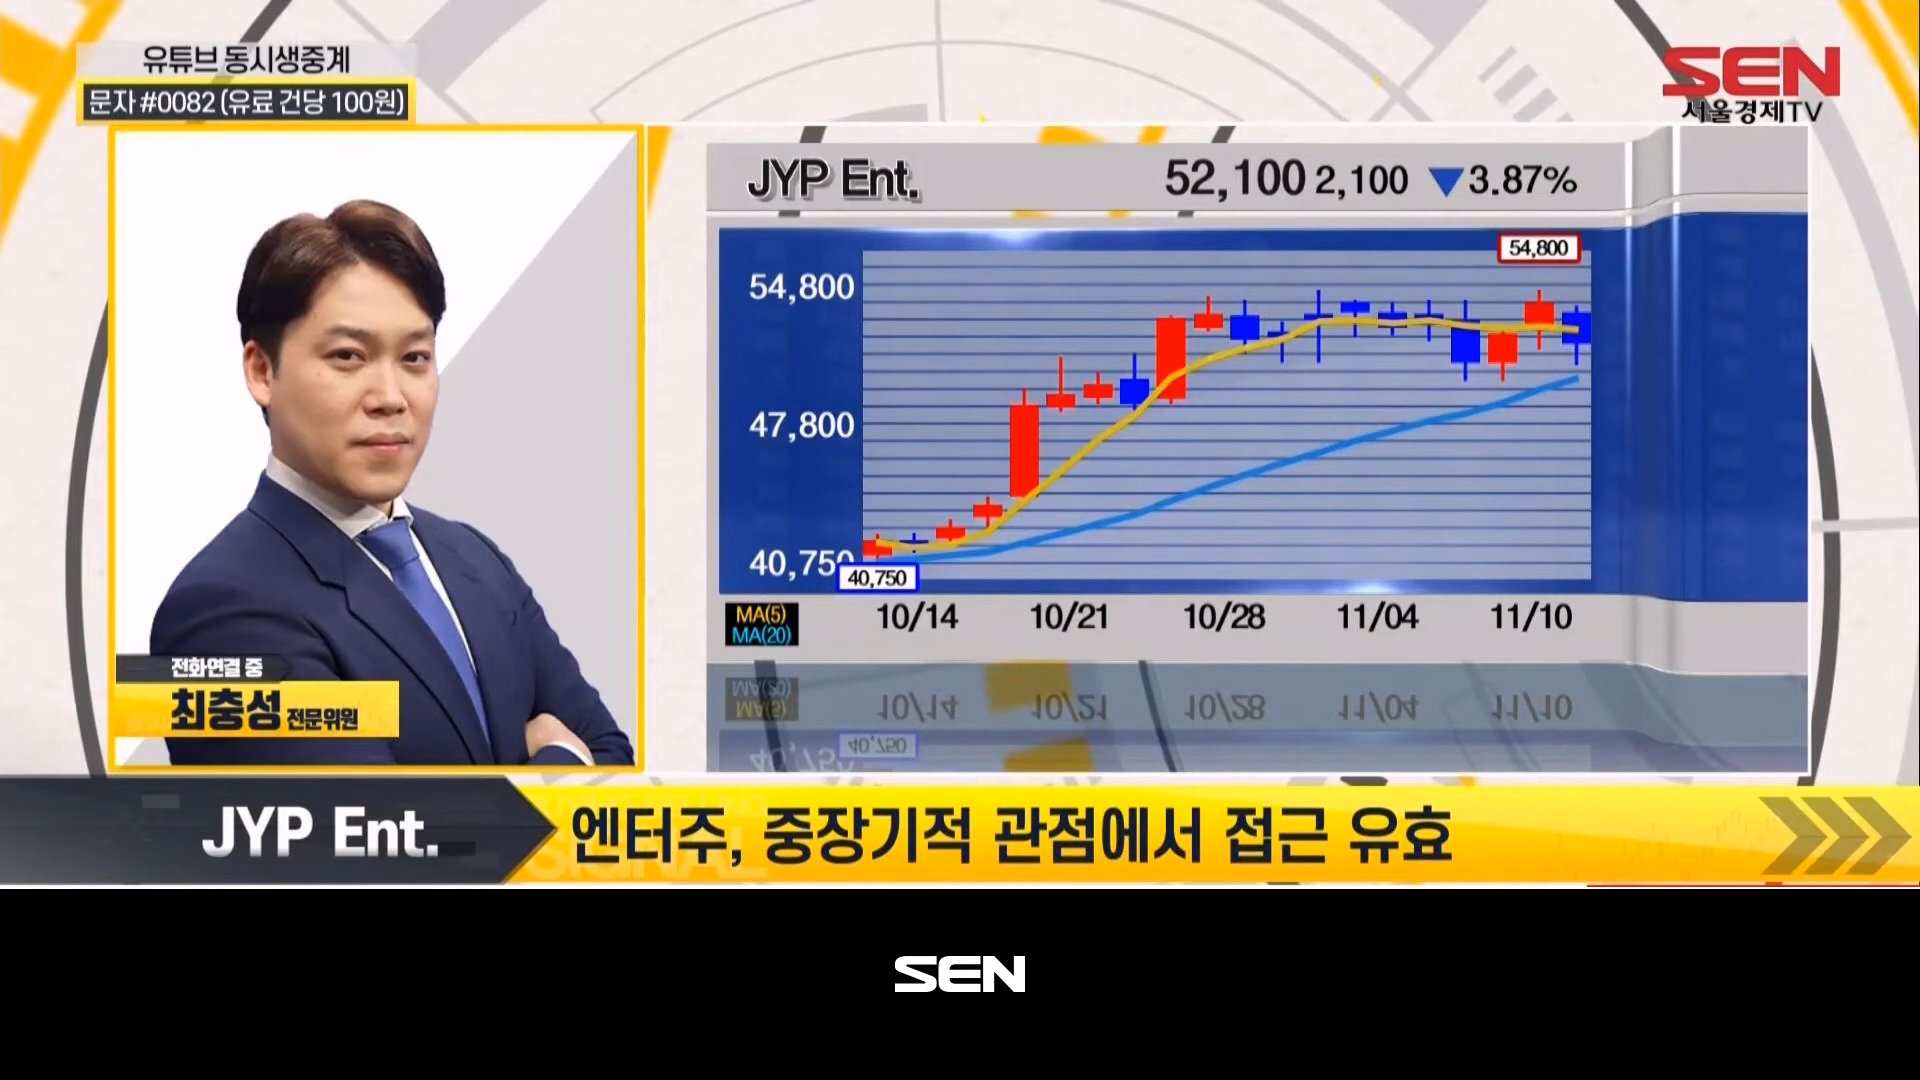 유튜브 동시생중계
문자 #0082 (유료 건당 100원)
SEN
서울경제TV
JYP Ent. 52,100 2,100 ▼3.87%
54,800
54,800
47,800
40,750
40,750
MA(5)
MA(20)
10/14 10/21 10/28 11/04 11/10
전화연결 중
최충성 전문위원
JYP Ent.
엔터주, 중장기적 관점에서 접근 유효
SEN